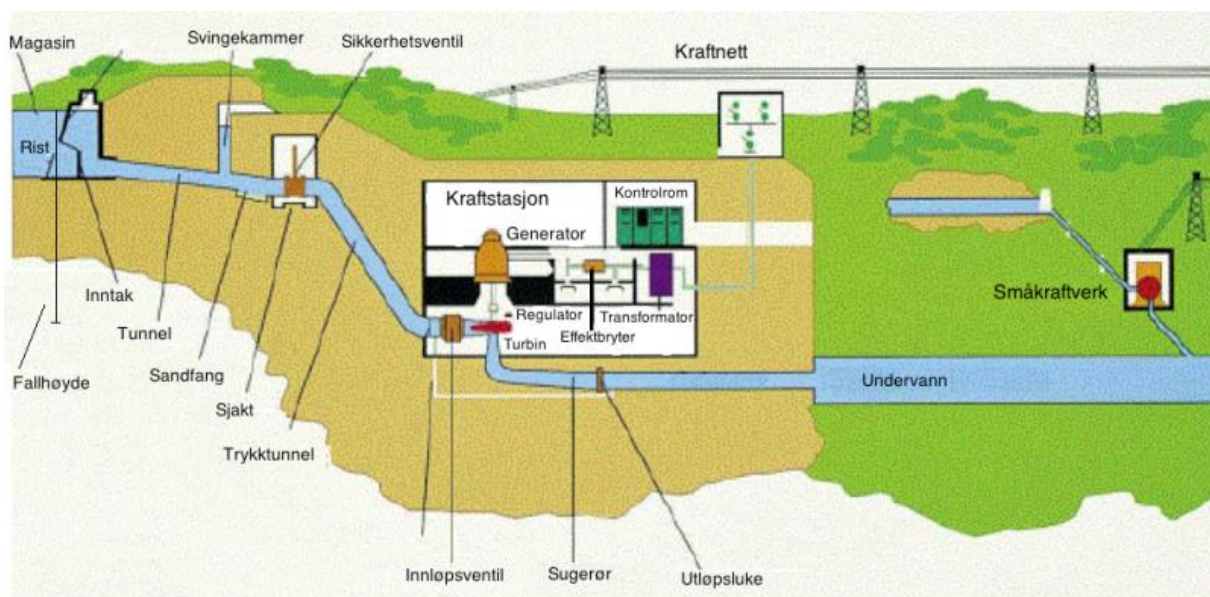 Magasin
Svingekammer
Sikkerhetsventil
Kraftnett
Rist
Kraftstasjon
Kontrolrom
Generator
Småkraftverk
Inntak
Regulator
Transformator
Tunnel
Effektbryter
Turbin
Fallhøyde
Sandfang
Undervann
Sjakt
Trykktunnel
Innløpsventil
Sugerør
Utløpsluke